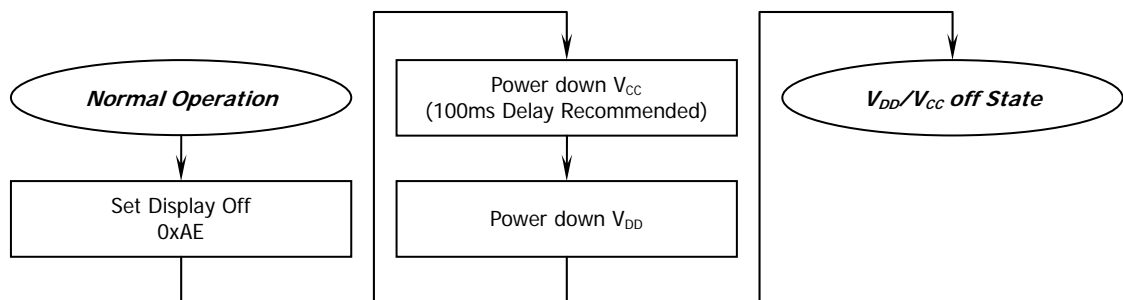 Normal Operation
Set Display Off
0xAE
Power down VCC
(100ms Delay Recommended)
Power down VDD
VDD/VCC off State